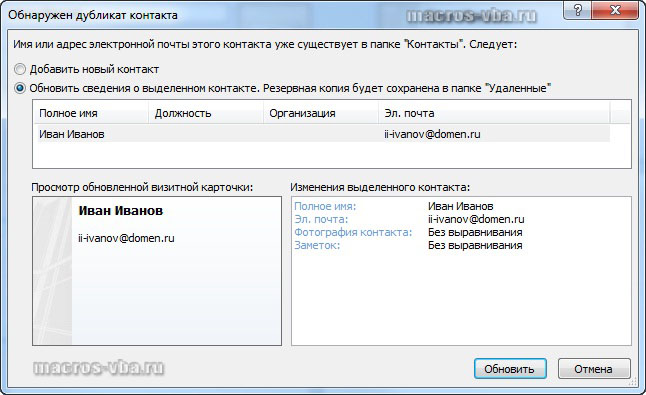 Обнаружен дубликат контакта
macros-vba.ru
Имя или адрес электронной почты этого контакта уже существует в папке "Контакты". Следует:
Добавить новый контакт
Обновить сведения о выделенном контакте. Резервная копия будет сохранена в папке "Удаленные"
Полное имя Должность Организация Эл. почта
Иван Иванов ii-ivanov@domen.ru
Просмотр обновленной визитной карточки: Изменения выделенного контакта:
Иван Иванов
ii-ivanov@domen.ru
Полное имя: Иван Иванов
Эл. почта: ii-ivanov@domen.ru
Фотография контакта: Без выравнивания
Заметок: Без выравнивания
macros-vba.ru
Обновить Отмена